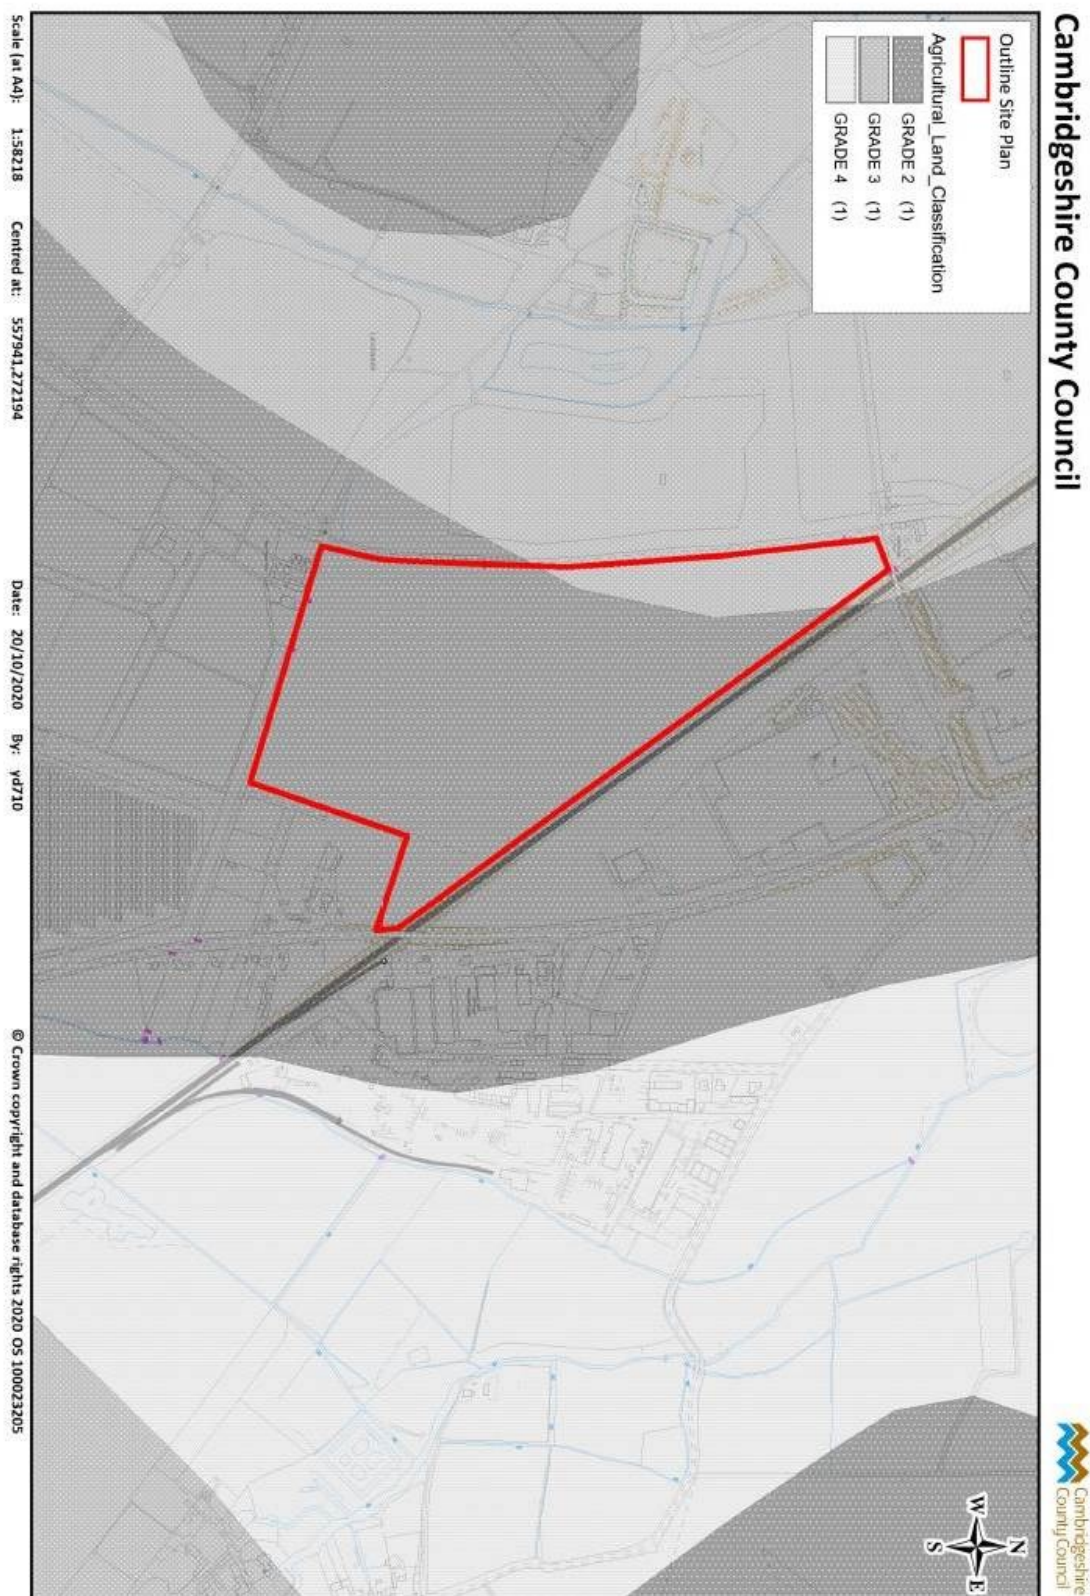 Cambridgeshire County Council
Cambridgeshire
County Council
Outline Site Plan
Agricultural_Land_Classification
GRADE 2 (1)
GRADE 3 (1)
GRADE 4 (1)
N
W
E
S
Scale (at A4): 1:58218 Centred at: 557941,272194 Date: 20/10/2020 By: yd710 © Crown copyright and database rights 2020 OS 100023205